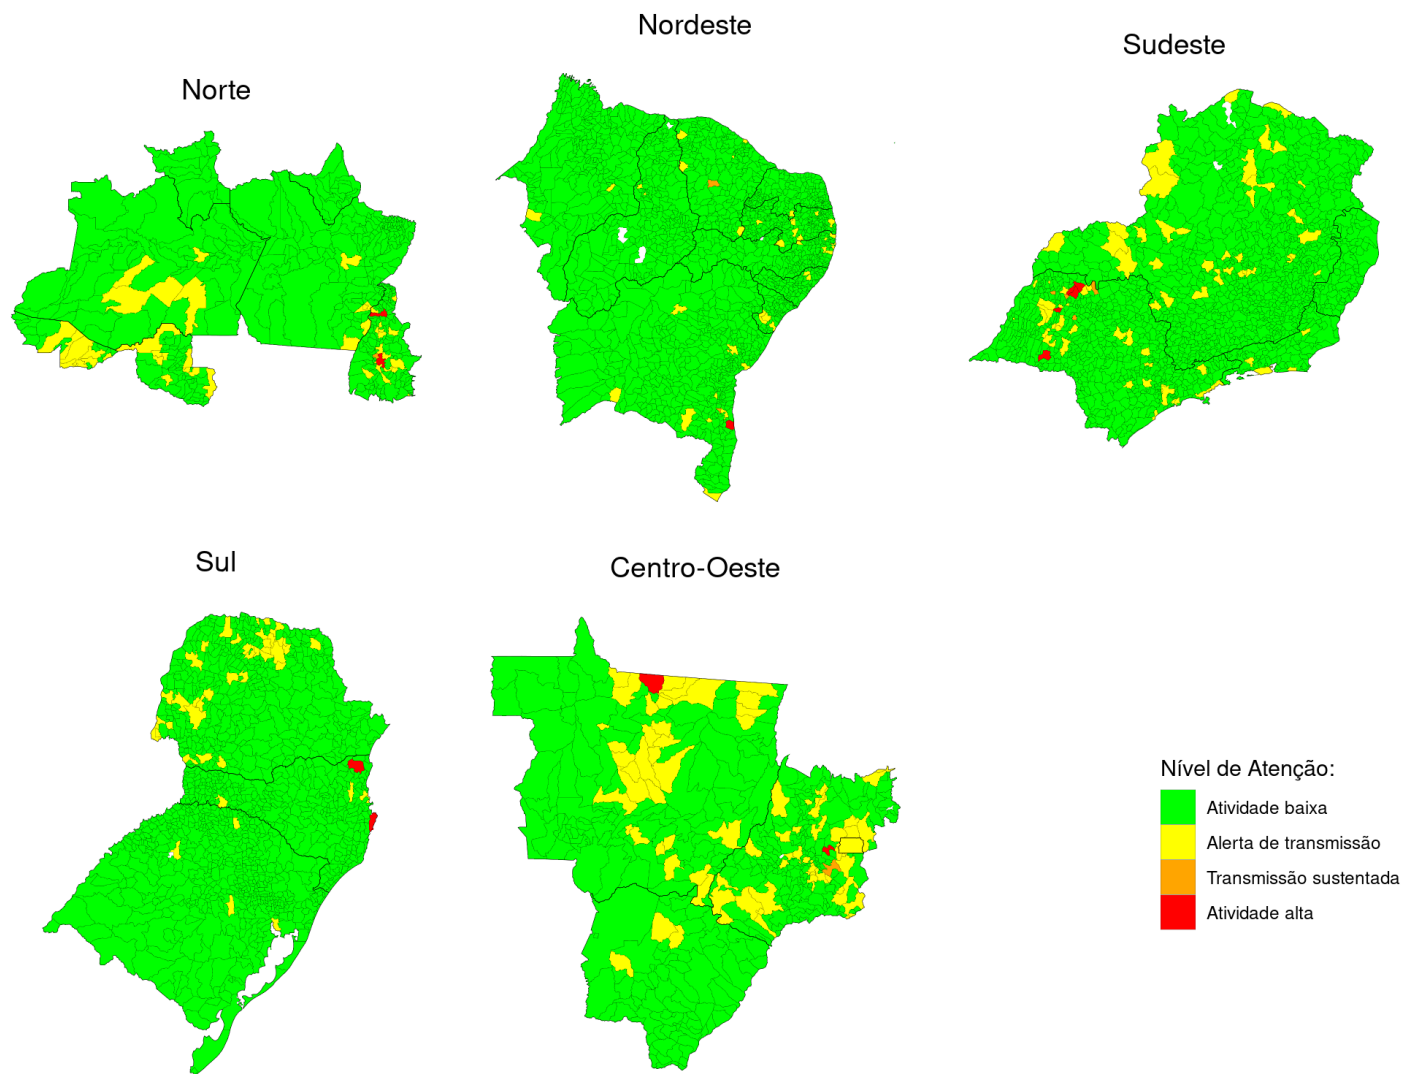 Norte
Nordeste
Sudeste
Sul
Centro-Oeste
Nível de Atenção:
Atividade baixa
Alerta de transmissão
Transmissão sustentada
Atividade alta